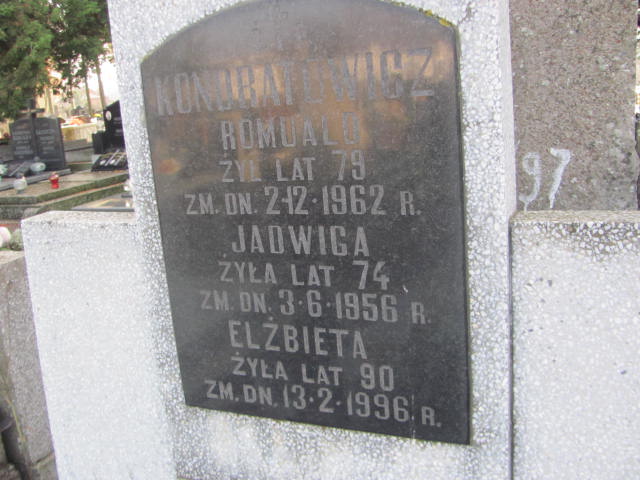 KONDRATOWICZ
ROMUALD
ŻYŁ LAT 79
ZM. DN. 2·12·1962 R.
JADWIGA
ŻYŁA LAT 74
ZM. DN. 3·6·1956 R.
ELŻBIETA
ŻYŁA LAT 90
ZM. DN. 13·2·1996 R.
97